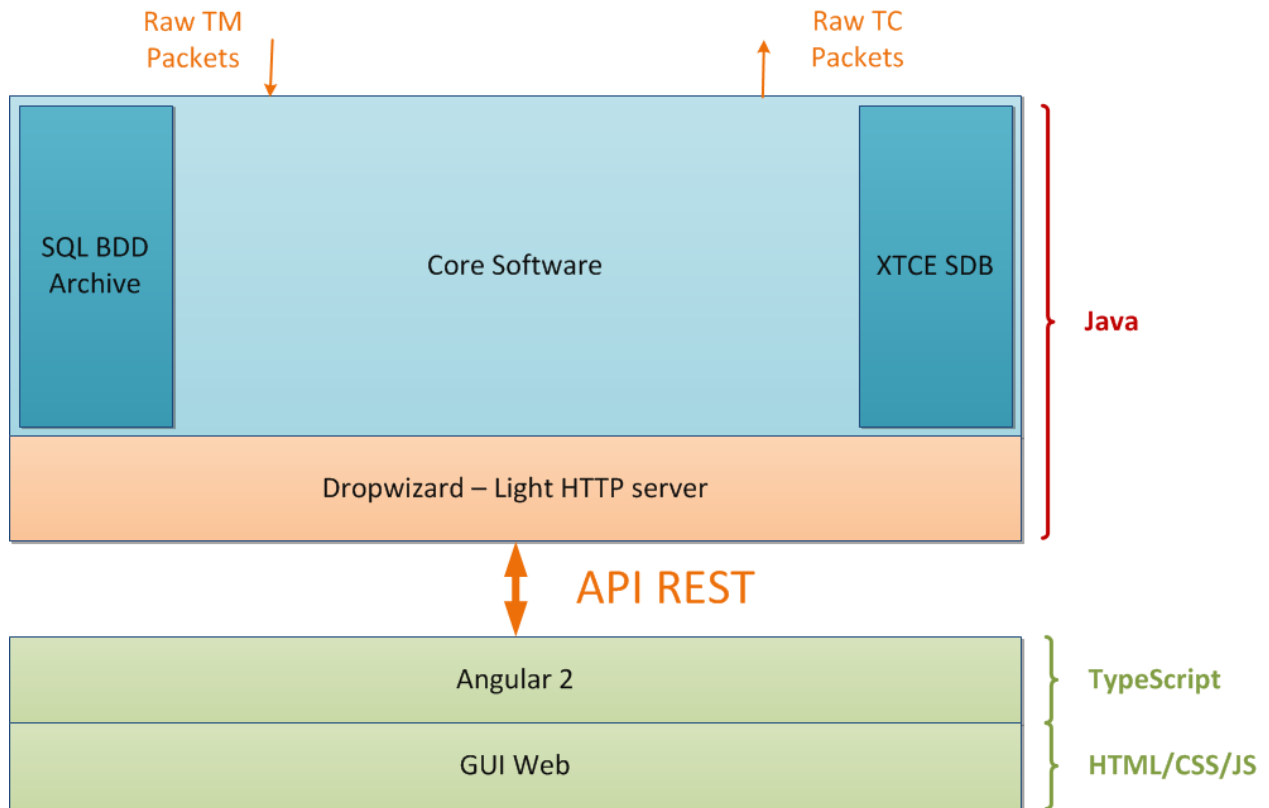 Raw TM
Packets
Raw TC
Packets
SQL BDD
Archive
Core Software
XTCE SDB
Java
Dropwizard – Light HTTP server
API REST
Angular 2
TypeScript
GUI Web
HTML/CSS/JS